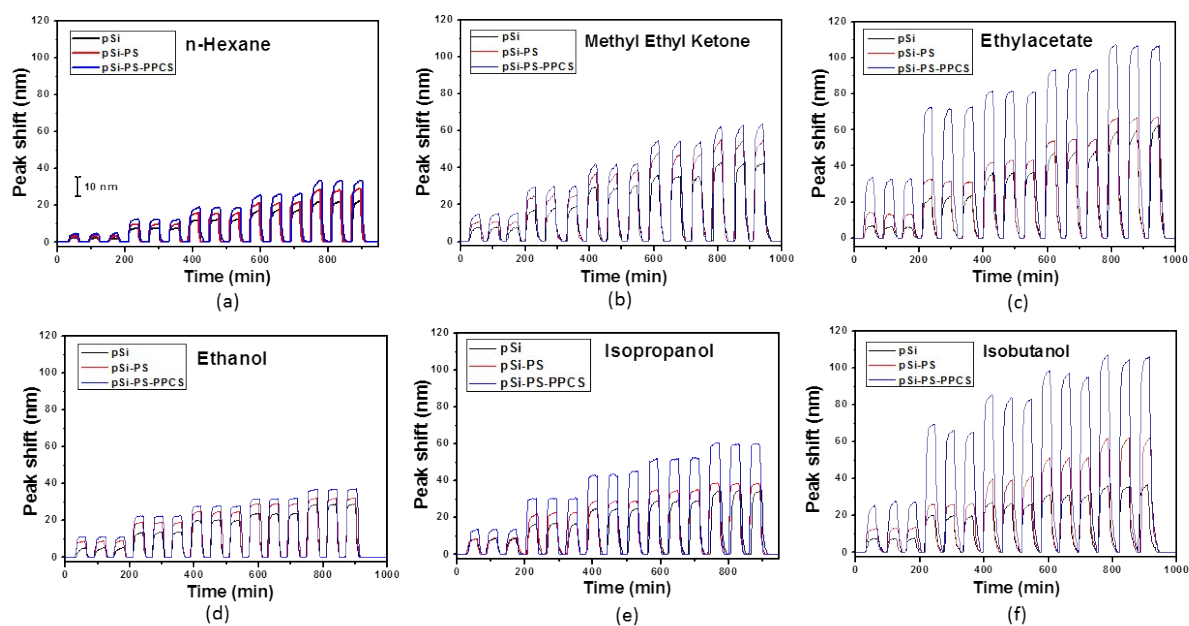 n-Hexane
pSi
pSi-PS
pSi-PS-PPCS
Peak shift (nm)
120
100
80
60
40
20
0
10 nm
0 200 400 600 800 1000
Time (min)
(a)
Methyl Ethyl Ketone
pSi
pSi-PS
pSi-PS-PPCS
Peak shift (nm)
120
100
80
60
40
20
0
0 200 400 600 800 1000
Time (min)
(b)
Ethylacetate
pSi
pSi-PS
pSi-PS-PPCS
Peak shift (nm)
120
100
80
60
40
20
0
0 200 400 600 800 1000
Time (min)
(c)
Ethanol
pSi
pSi-PS
pSi-PS-PPCS
Peak shift (nm)
120
100
80
60
40
20
0
0 200 400 600 800 1000
Time (min)
(d)
Isopropanol
pSi
pSi-PS
pSi-PS-PPCS
Peak shift (nm)
120
100
80
60
40
20
0
0 200 400 600 800
Time (min)
(e)
Isobutanol
pSi
pSi-PS
pSi-PS-PPCS
Peak shift (nm)
120
100
80
60
40
20
0
0 200 400 600 800 1000
Time (min)
(f)